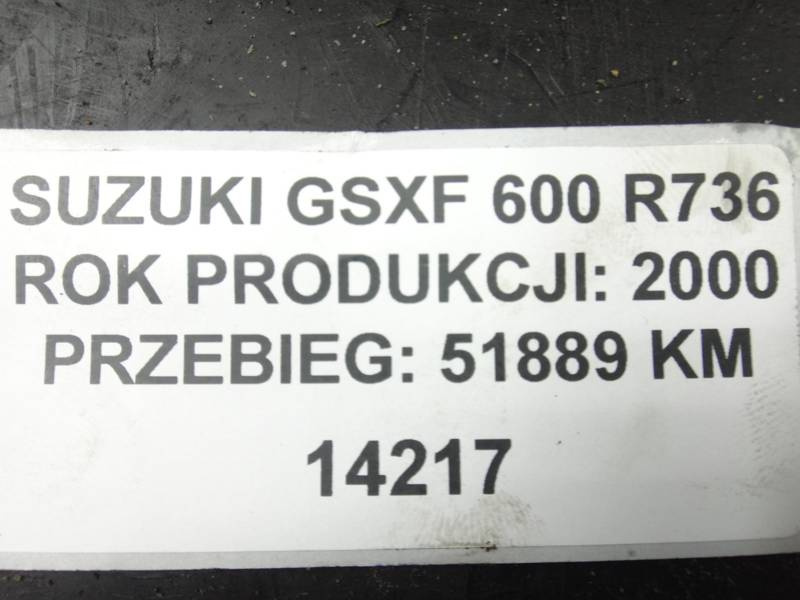 SUZUKI GSXF 600 R736
ROK PRODUKCJI: 2000
PRZEBIEG: 51889 KM
14217